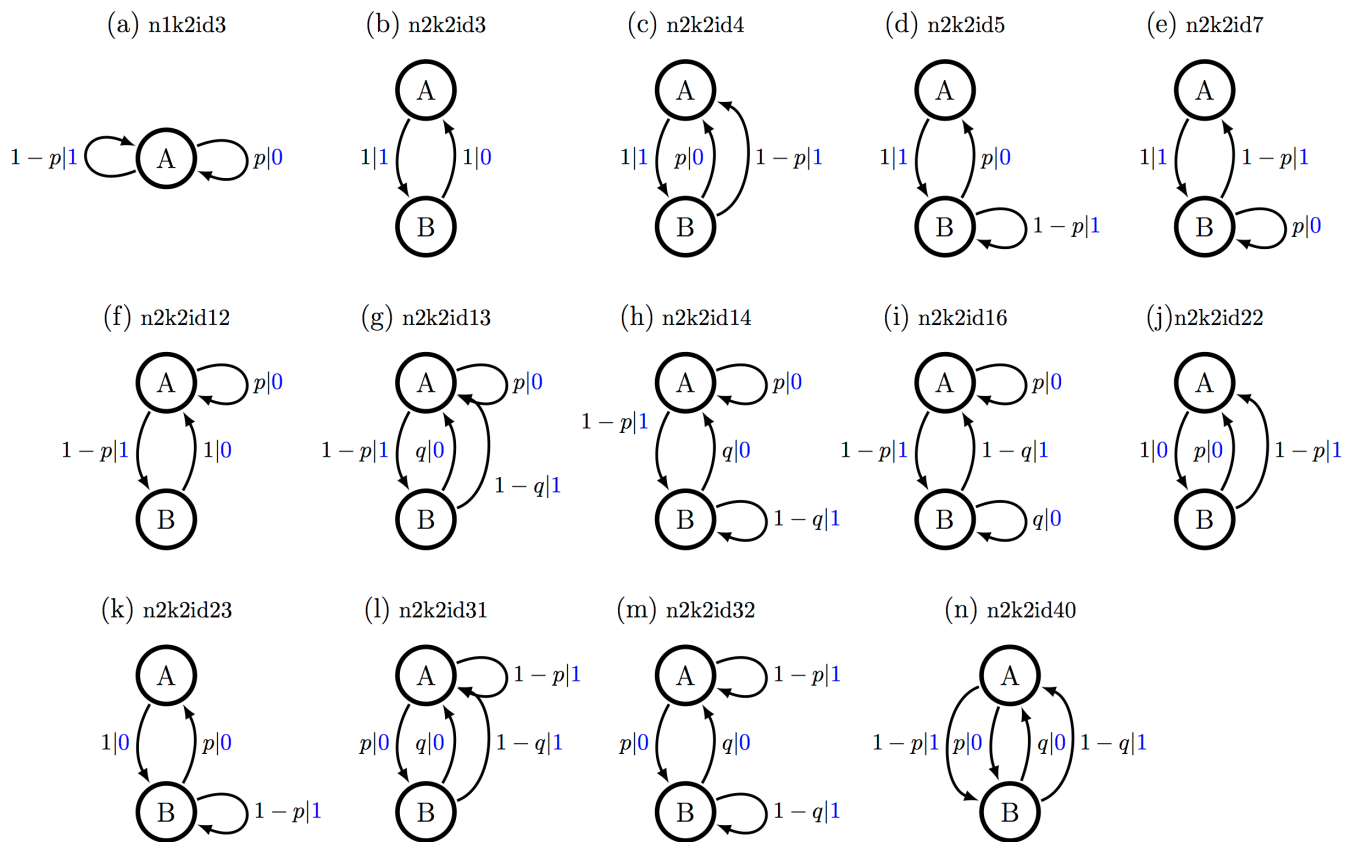 (a) n1k2id3
(b) n2k2id3
(c) n2k2id4
(d) n2k2id5
(e) n2k2id7
1 − p|1 A p|0
A 1|1 1|0 B
A 1|1 p|0 1 − p|1 B
A 1|1 p|0 B 1 − p|1
A 1|1 1 − p|1 B p|0
(f) n2k2id12
(g) n2k2id13
(h) n2k2id14
(i) n2k2id16
(j)n2k2id22
A p|0 1 − p|1 1|0 B
A p|0 1 − p|1 q|0 1 − q|1 B
A p|0 1 − p|1 q|0 B 1 − q|1
A p|0 1 − p|1 1 − q|1 B q|0
A 1|0 p|0 1 − p|1 B
(k) n2k2id23
(l) n2k2id31
(m) n2k2id32
(n) n2k2id40
A 1|0 p|0 B 1 − p|1
A 1 − p|1 p|0 q|0 1 − q|1 B
A 1 − p|1 p|0 q|0 B 1 − q|1
A 1 − p|1 p|0 q|0 1 − q|1 B